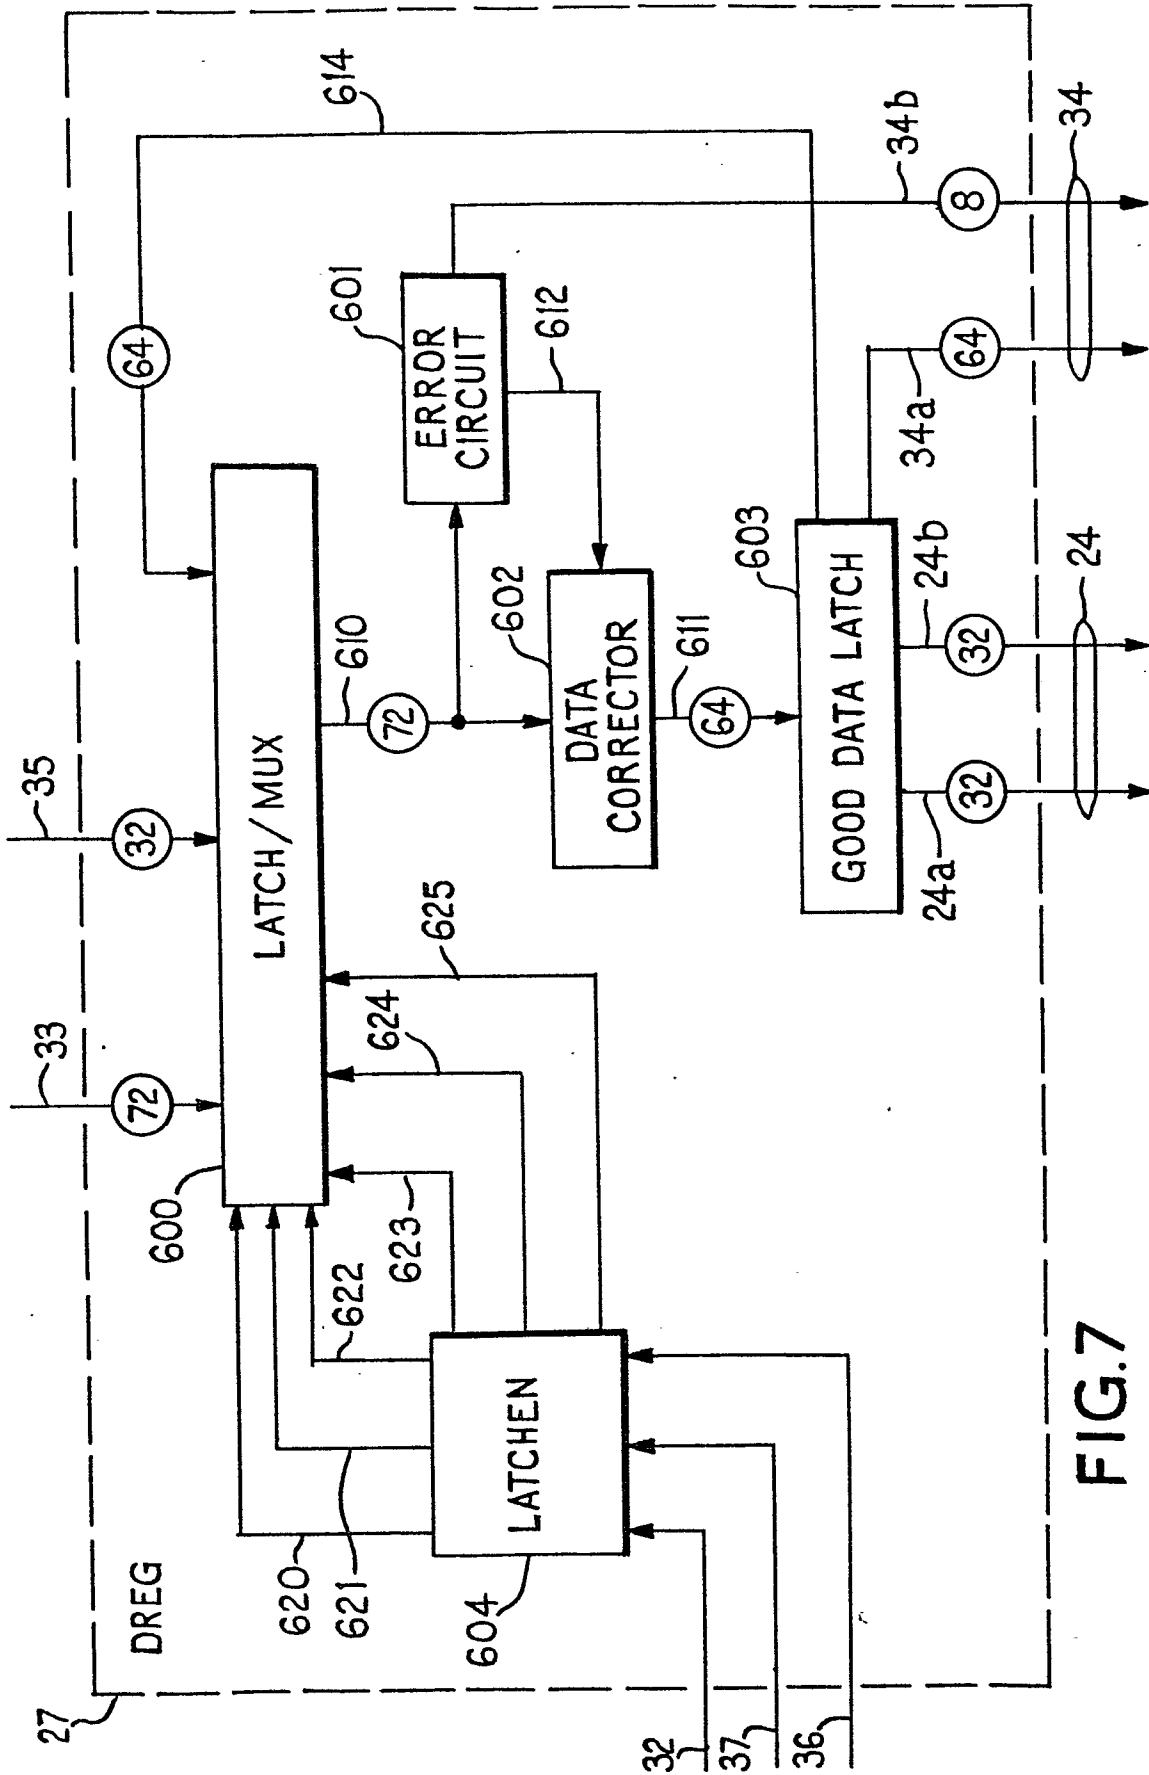 27
DREG
33
35
72
32
64
614
600
LATCH/MUX
620
621
622
623
624
625
610
72
601
ERROR
CIRCUIT
612
604
LATCHEN
602
DATA
CORRECTOR
611
64
603
GOOD DATA LATCH
32
37
36
24a
32
24b
32
24
34a
64
34b
8
34
FIG.7